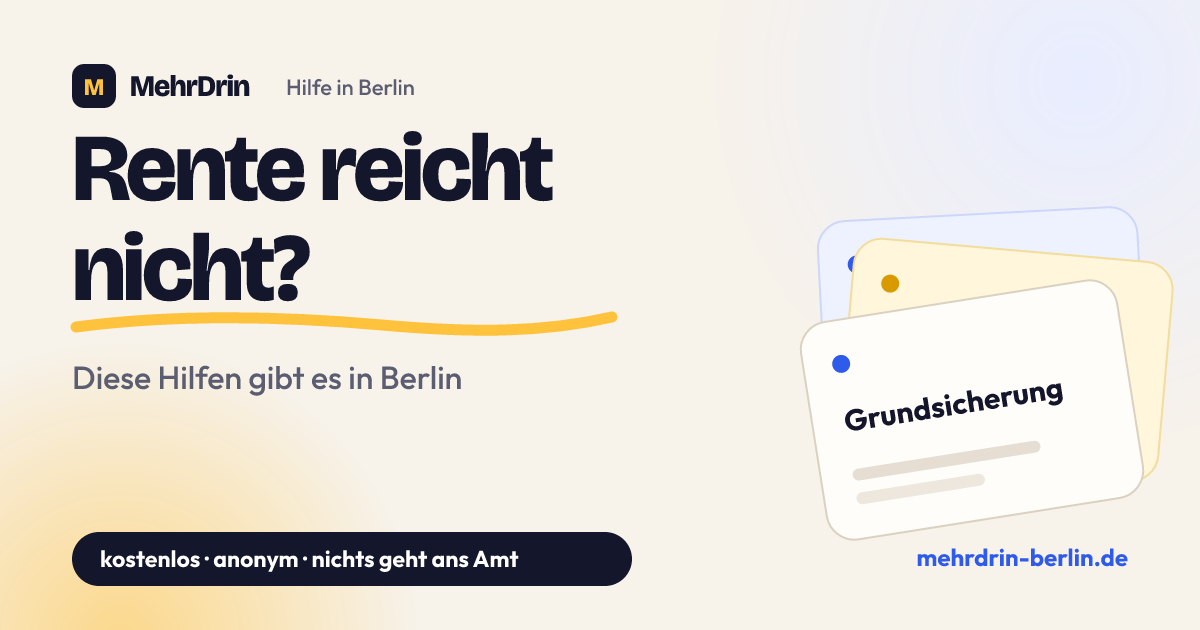 M MehrDrin Hilfe in Berlin
Rente reicht
nicht?
Diese Hilfen gibt es in Berlin
Grundsicherung
kostenlos · anonym · nichts geht ans Amt
mehrdrin-berlin.de